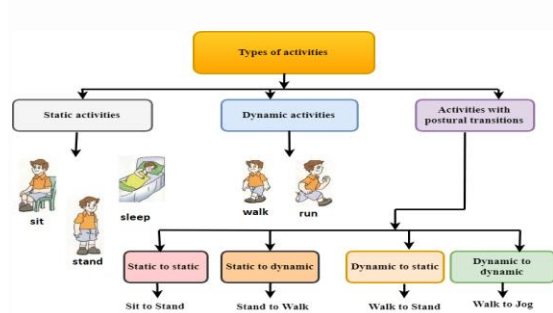 Types of activities
Static activities
Dynamic activities
Activities with
postural transitions
sit
stand
sleep
walk
run
Static to static
Static to dynamic
Dynamic to static
Dynamic to
dynamic
Sit to Stand
Stand to Walk
Walk to Stand
Walk to Jog